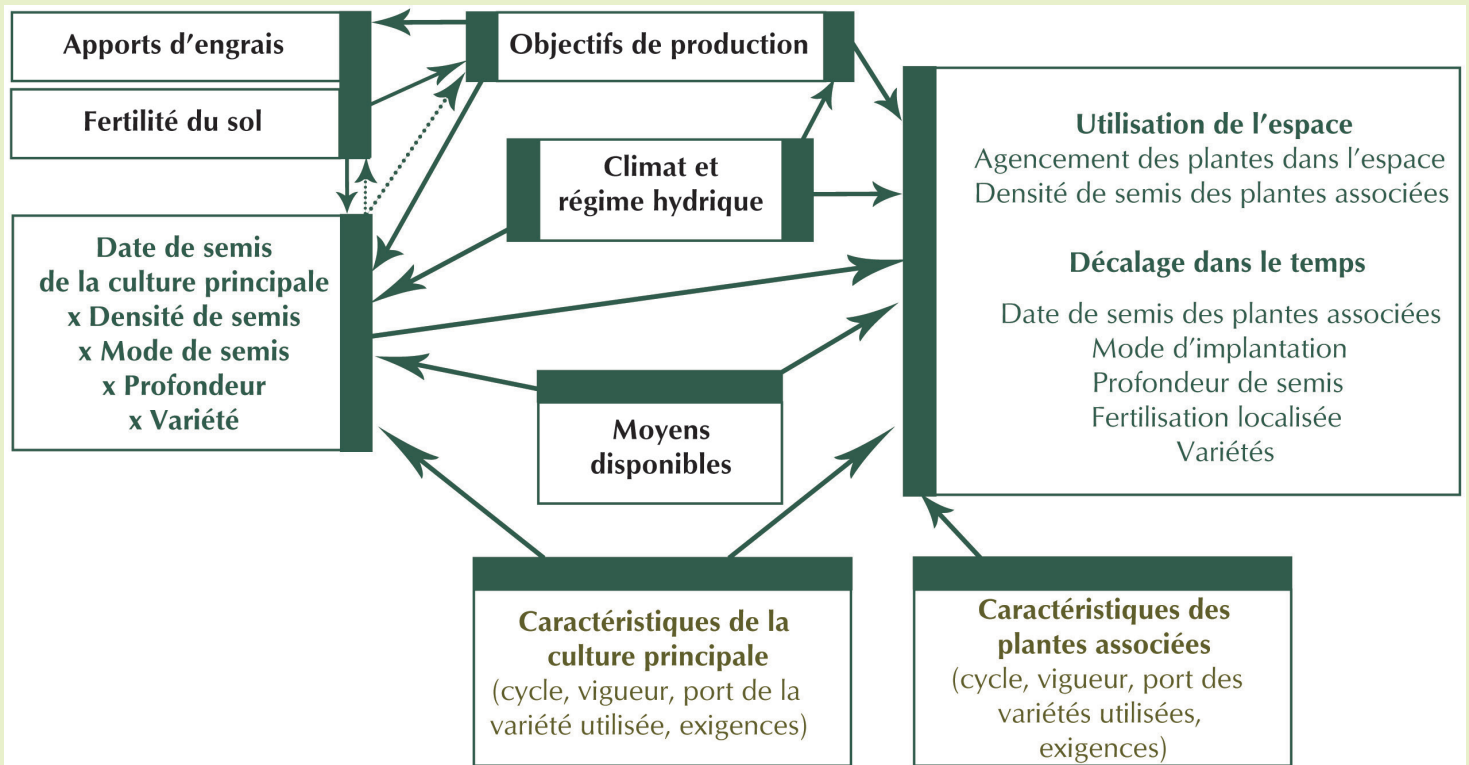 Apports d’engrais
Objectifs de production
Fertilité du sol
Climat et
régime hydrique
Date de semis
de la culture principale
x Densité de semis
x Mode de semis
x Profondeur
x Variété
Moyens
disponibles
Utilisation de l’espace
Agencement des plantes dans l’espace
Densité de semis des plantes associées
Décalage dans le temps
Date de semis des plantes associées
Mode d’implantation
Profondeur de semis
Fertilisation localisée
Variétés
Caractéristiques de la
culture principale
(cycle, vigueur, port de la
variété utilisée, exigences)
Caractéristiques des
plantes associées
(cycle, vigueur, port des
variétés utilisées,
exigences)